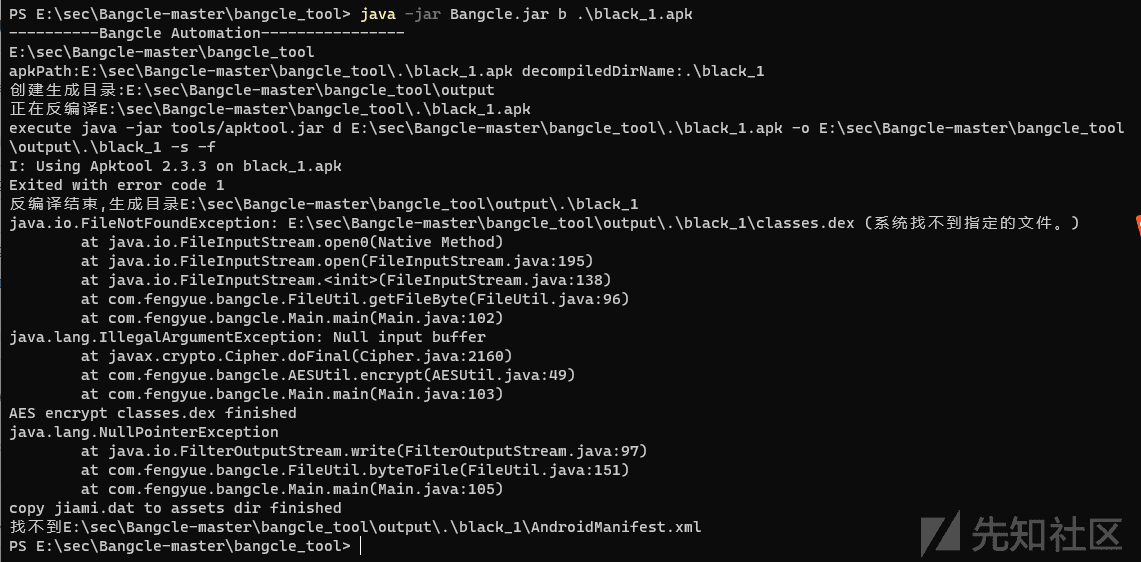 PS E:\sec\Bangcle-master\bangcle_tool> java -jar Bangcle.jar b .\black_1.apk
----------Bangcle Automation----------------
E:\sec\Bangcle-master\bangcle_tool
apkPath:E:\sec\Bangcle-master\bangcle_tool\.\black_1.apk decompiledDirName:.\black_1
创建生成目录:E:\sec\Bangcle-master\bangcle_tool\output
正在反编译E:\sec\Bangcle-master\bangcle_tool\.\black_1.apk
execute java -jar tools/apktool.jar d E:\sec\Bangcle-master\bangcle_tool\.\black_1.apk -o E:\sec\Bangcle-master\bangcle_tool
\output\.\black_1 -s -f
I: Using Apktool 2.3.3 on black_1.apk
Exited with error code 1
反编译结束,生成目录E:\sec\Bangcle-master\bangcle_tool\output\.\black_1
java.io.FileNotFoundException: E:\sec\Bangcle-master\bangcle_tool\output\.\black_1\classes.dex (系统找不到指定的文件。)
        at java.io.FileInputStream.open0(Native Method)
        at java.io.FileInputStream.open(FileInputStream.java:195)
        at java.io.FileInputStream.<init>(FileInputStream.java:138)
        at com.fengyue.bangcle.FileUtil.getFileByte(FileUtil.java:96)
        at com.fengyue.bangcle.Main.main(Main.java:102)
java.lang.IllegalArgumentException: Null input buffer
        at javax.crypto.Cipher.doFinal(Cipher.java:2160)
        at com.fengyue.bangcle.AESUtil.encrypt(AESUtil.java:49)
        at com.fengyue.bangcle.Main.main(Main.java:103)
AES encrypt classes.dex finished
java.lang.NullPointerException
        at java.io.FilterOutputStream.write(FilterOutputStream.java:97)
        at com.fengyue.bangcle.FileUtil.byteToFile(FileUtil.java:151)
        at com.fengyue.bangcle.Main.main(Main.java:105)
copy jiami.dat to assets dir finished
找不到E:\sec\Bangcle-master\bangcle_tool\output\.\black_1\AndroidManifest.xml
PS E:\sec\Bangcle-master\bangcle_tool>
先知社区